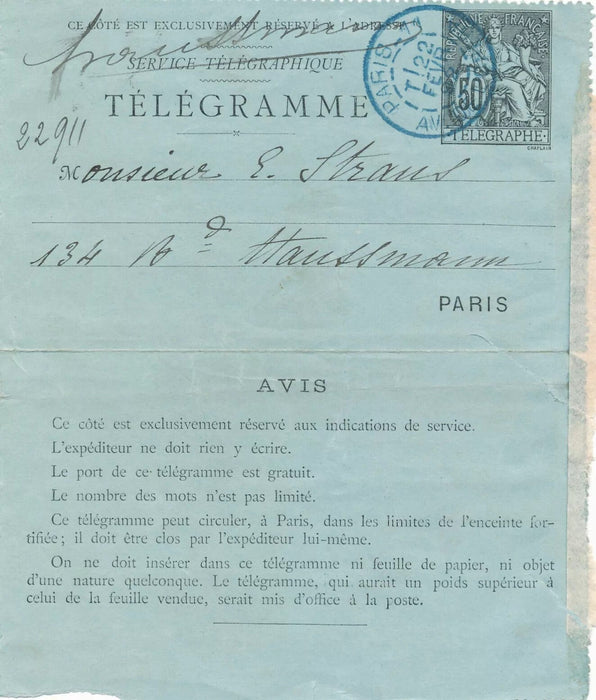 CE CÔTÉ EST EXCLUSIVEMENT RÉSERVÉ A L'ADRESSE
SERVICE TÉLÉGRAPHIQUE
TÉLÉGRAMME
RÉPUBLIQUE FRANÇAISE
50
TÉLÉGRAPHE
CHAPLAIN
PARIS
22
FEVR
22911
Monsieur E. Straus
134 Bd Haussmann
PARIS
AVIS
Ce côté est exclusivement réservé aux indications de service.
L'expéditeur ne doit rien y écrire.
Le port de ce télégramme est gratuit.
Le nombre des mots n'est pas limité.
Ce télégramme peut circuler, à Paris, dans les limites de l'enceinte for-
tifiée ; il doit être clos par l'expéditeur lui-même.
On ne doit insérer dans ce télégramme ni feuille de papier, ni objet
d'une nature quelconque. Le télégramme, qui aurait un poids supérieur à
celui de la feuille vendue, serait mis d'office à la poste.